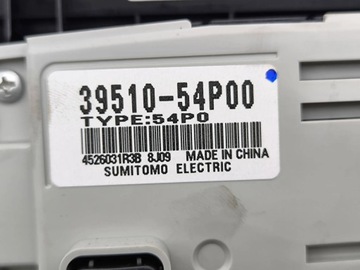 39510-54P00
TYPE:54P0
4526031R3B 8J09 MADE IN CHINA
SUMITOMO ELECTRIC